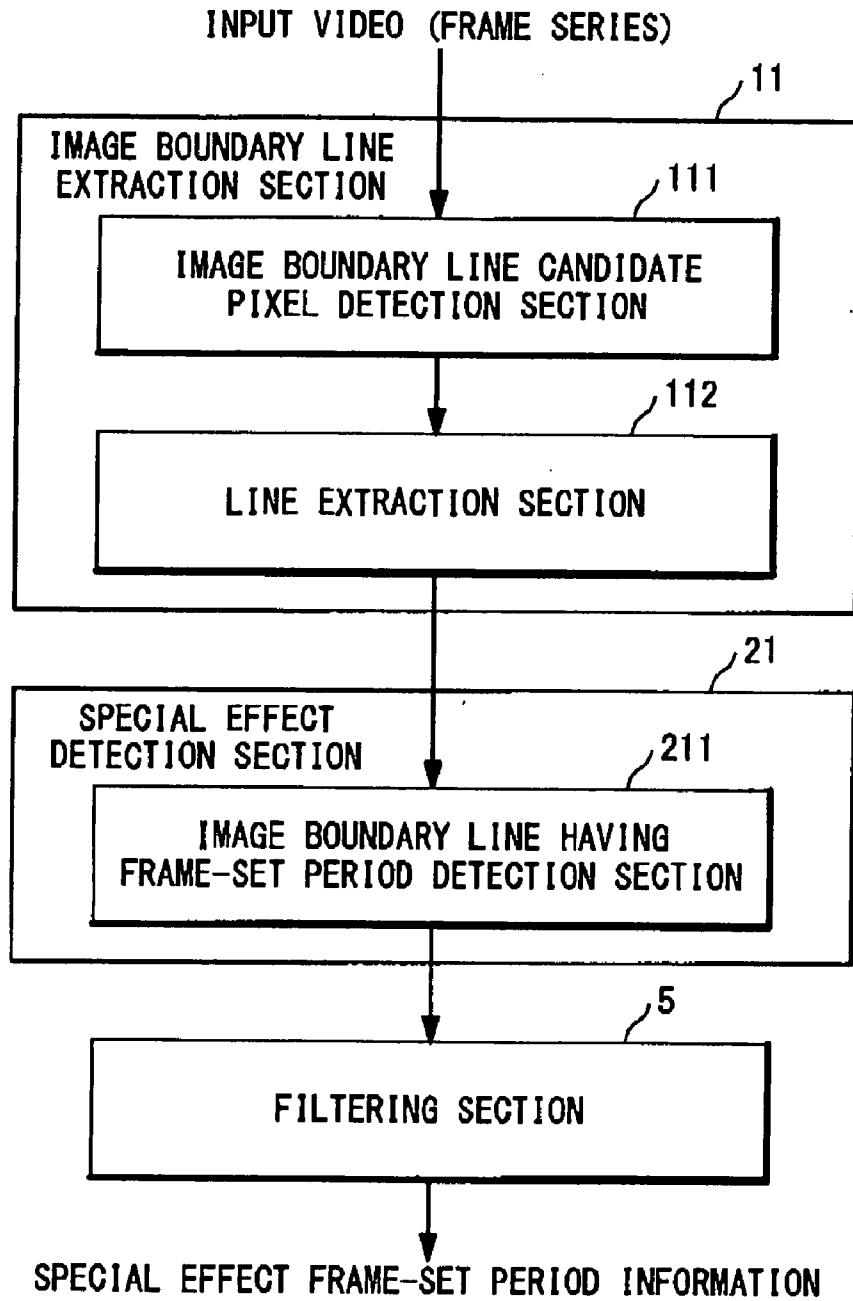 INPUT VIDEO (FRAME SERIES)
11
IMAGE BOUNDARY LINE
EXTRACTION SECTION
111
IMAGE BOUNDARY LINE CANDIDATE
PIXEL DETECTION SECTION
112
LINE EXTRACTION SECTION
21
SPECIAL EFFECT
DETECTION SECTION
211
IMAGE BOUNDARY LINE HAVING
FRAME-SET PERIOD DETECTION SECTION
5
FILTERING SECTION
SPECIAL EFFECT FRAME-SET PERIOD INFORMATION